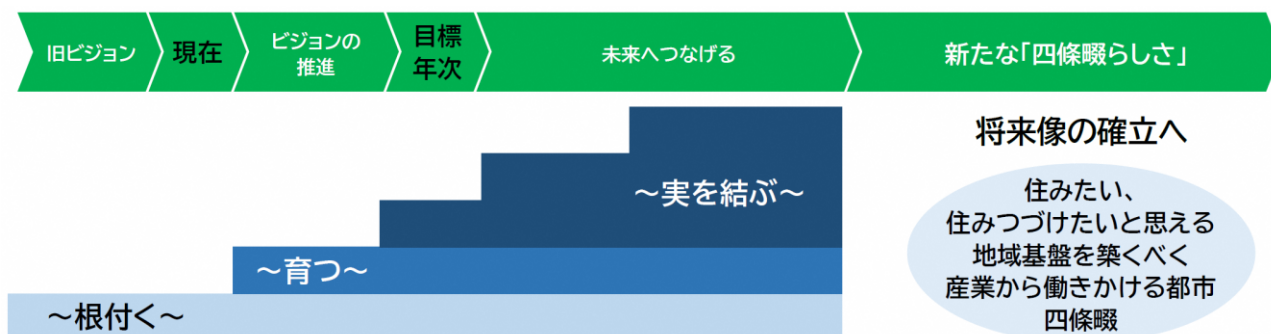 旧ビジョン
現在
ビジョンの
推進
目標
年次
未来へつなげる
新たな「四條畷らしさ」
将来像の確立へ
～実を結ぶ～
～育つ～
～根付く～
住みたい、
住みつづけたいと思える
地域基盤を築くべく
産業から働きかける都市
四條畷